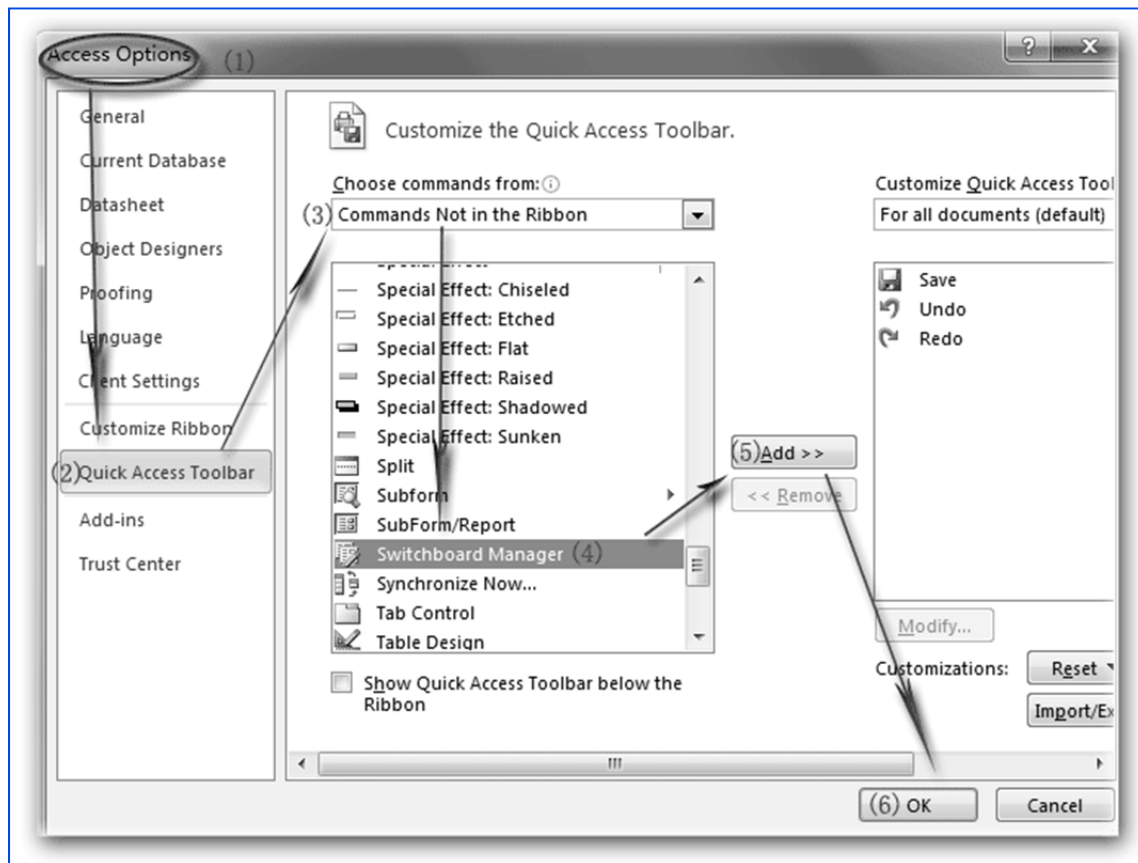 Access Options (1)
General
Current Database
Datasheet
Object Designers
Proofing
Language
Client Settings
Customize Ribbon
(2)Quick Access Toolbar
Add-ins
Trust Center
Customize the Quick Access Toolbar.
Choose commands from:
(3) Commands Not in the Ribbon
Special Effect
Special Effect: Chiseled
Special Effect: Etched
Special Effect: Flat
Special Effect: Raised
Special Effect: Shadowed
Special Effect: Sunken
Split
Subform
SubForm/Report
Switchboard Manager (4)
Synchronize Now...
Tab Control
Table Design
Show Quick Access Toolbar below the
Ribbon
(5)Add >>
<< Remove
Customize Quick Access Tool
For all documents (default)
Save
Undo
Redo
Modify...
Customizations:
Reset
Import/Ex
(6) OK
Cancel